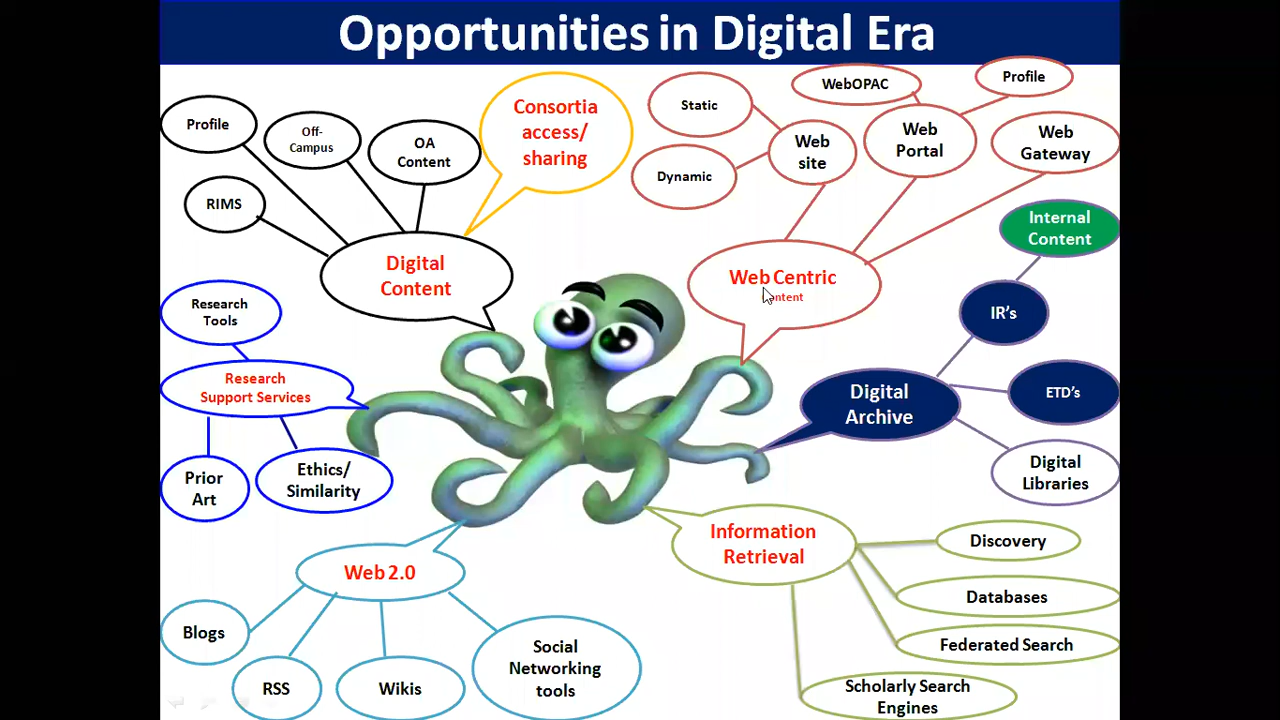 Opportunities in Digital Era
Consortia
access/
sharing
Profile
Off-
Campus
OA
Content
RIMS
Digital
Content
Static
Dynamic
Web
site
WebOPAC
Web
Portal
Profile
Web
Gateway
Web Centric
ntent
Internal
Content
IR's
ETD's
Digital
Archive
Digital
Libraries
Research
Tools
Research
Support Services
Prior
Art
Ethics/
Similarity
Web 2.0
Blogs
RSS
Wikis
Social
Networking
tools
Information
Retrieval
Discovery
Databases
Federated Search
Scholarly Search
Engines